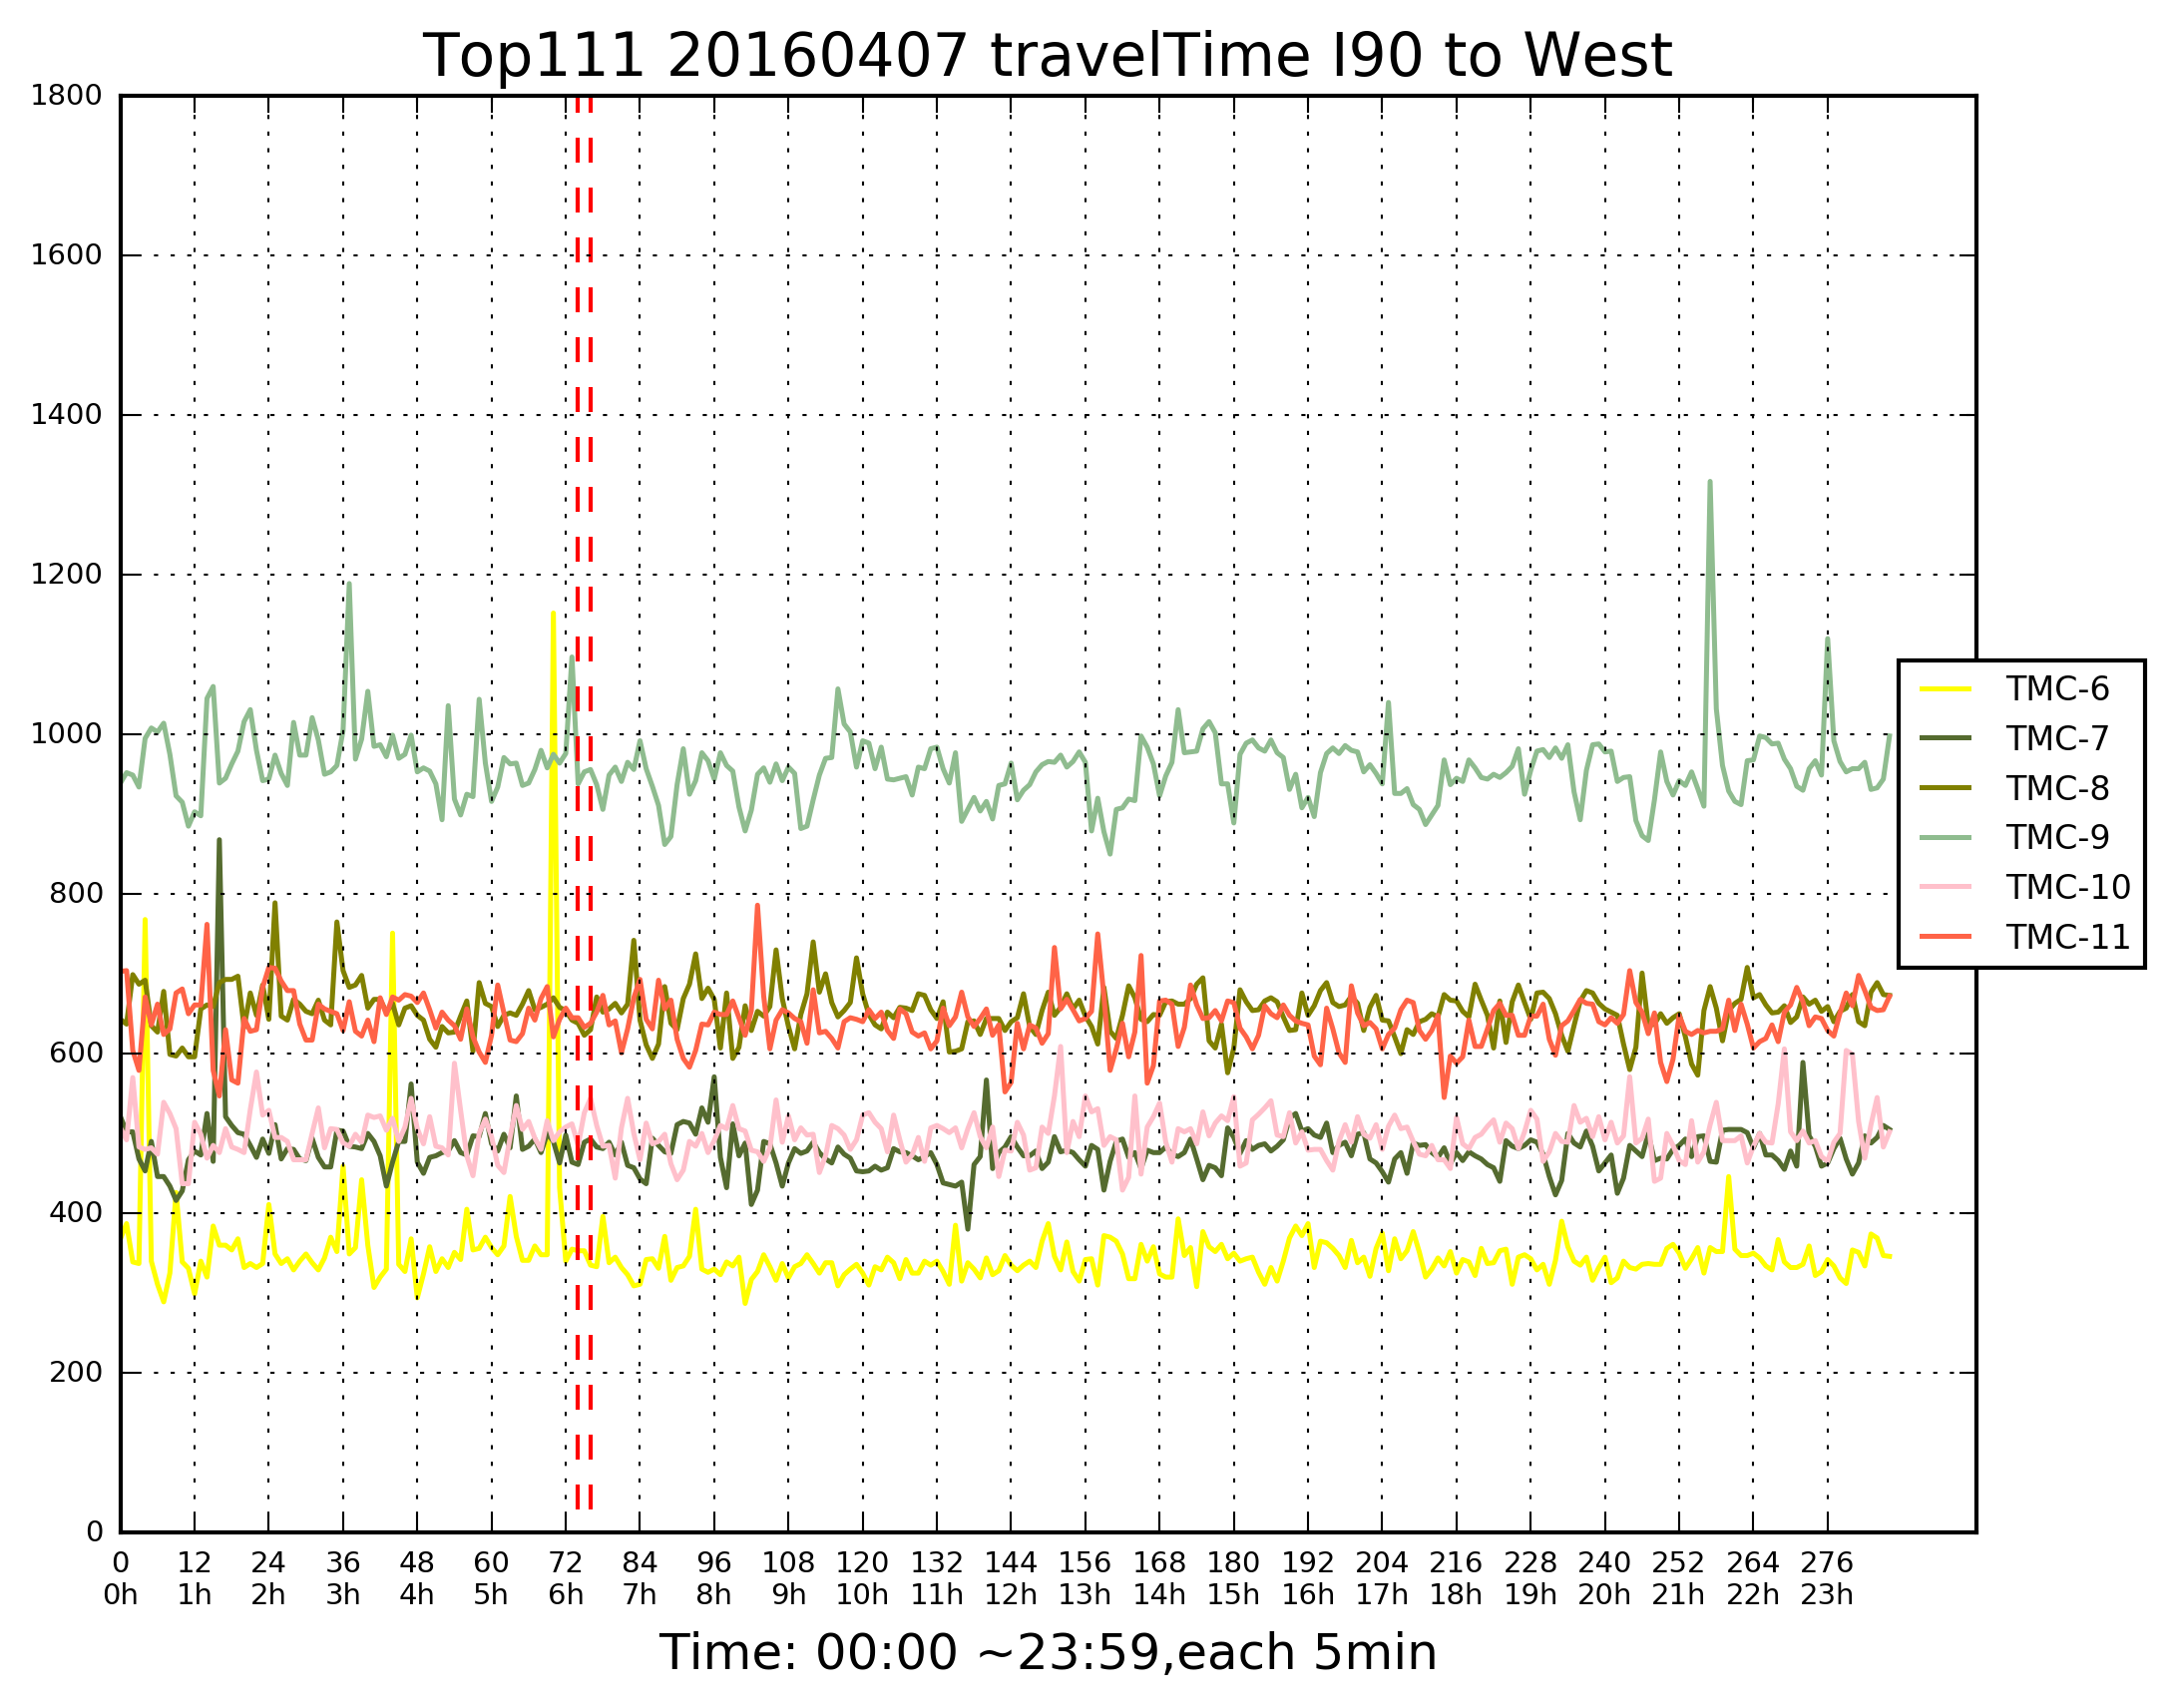 Top111 20160407 travelTime I90 to West
1800
1600
1400
1200
1000
800
600
400
200
0
TMC-6
TMC-7
TMC-8
TMC-9
TMC-10
TMC-11
0 12 24 36 48 60 72 84 96 108 120 132 144 156 168 180 192 204 216 228 240 252 264 276
0h 1h 2h 3h 4h 5h 6h 7h 8h 9h 10h 11h 12h 13h 14h 15h 16h 17h 18h 19h 20h 21h 22h 23h
Time: 00:00 ~23:59,each 5min